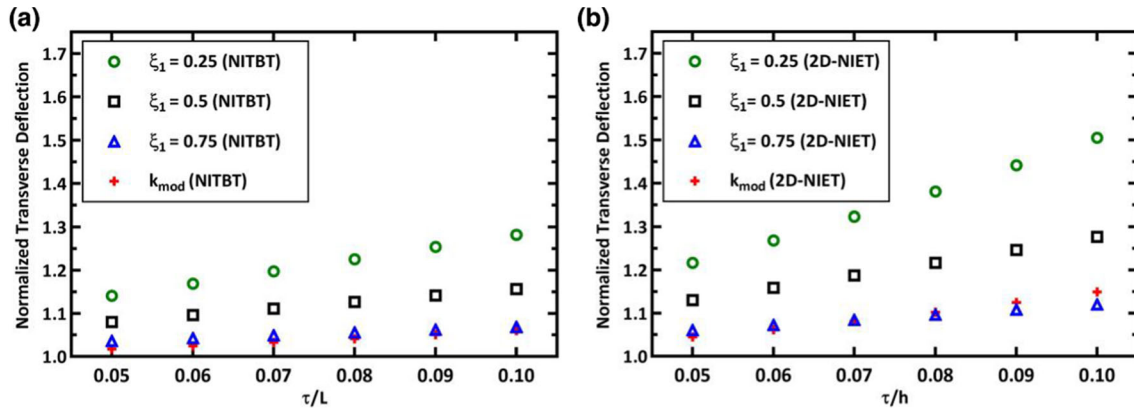 (a)
Normalized Transverse Deflection
1.7
1.6
1.5
1.4
1.3
1.2
1.1
1.0
ξ1 = 0.25 (NITBT)
ξ1 = 0.5 (NITBT)
ξ1 = 0.75 (NITBT)
kmod (NITBT)
0.05 0.06 0.07 0.08 0.09 0.10
τ/L
(b)
Normalized Transverse Deflection
1.7
1.6
1.5
1.4
1.3
1.2
1.1
1.0
ξ1 = 0.25 (2D-NIET)
ξ1= 0.5 (2D-NIET)
ξ1 = 0.75 (2D-NIET)
kmod (2D-NIET)
0.05 0.06 0.07 0.08 0.09 0.10
τ/h